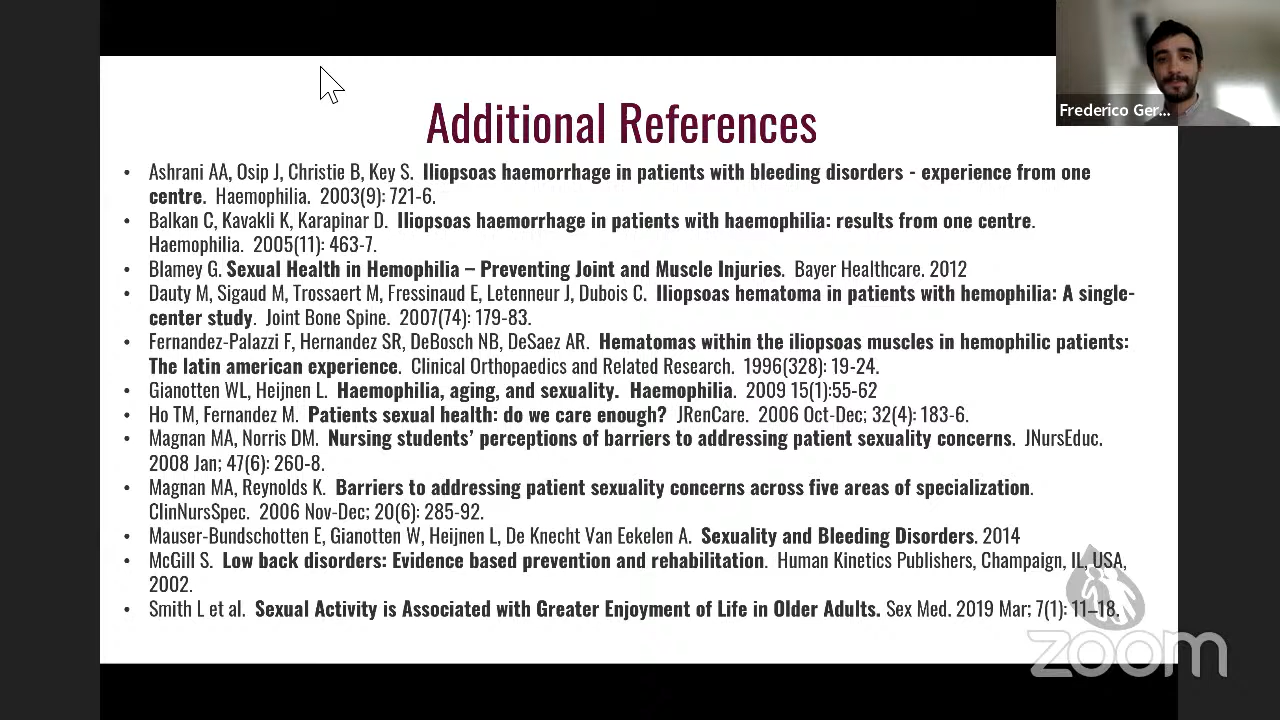 Frederico Ger...
Additional References
• Ashrani AA, Osip J, Christie B, Key S. Iliopsoas haemorrhage in patients with bleeding disorders - experience from one
centre. Haemophilia. 2003(9): 721-6.
• Balkan C, Kavakli K, Karapinar D. Iliopsoas haemorrhage in patients with haemophilia: results from one centre.
Haemophilia. 2005(11): 463-7.
• Blamey G. Sexual Health in Hemophilia – Preventing Joint and Muscle Injuries. Bayer Healthcare. 2012
• Dauty M, Sigaud M, Trossaert M, Fressinaud E, Letenneur J, Dubois C. Iliopsoas hematoma in patients with hemophilia: A single-
center study. Joint Bone Spine. 2007(74): 179-83.
• Fernandez-Palazzi F, Hernandez SR, DeBosch NB, DeSaez AR. Hematomas within the iliopsoas muscles in hemophilic patients:
The latin american experience. Clinical Orthopaedics and Related Research. 1996(328): 19-24.
• Gianotten WL, Heijnen L. Haemophilia, aging, and sexuality. Haemophilia. 2009 15(1):55-62
• Ho TM, Fernandez M. Patients sexual health: do we care enough? JRenCare. 2006 Oct-Dec; 32(4): 183-6.
• Magnan MA, Norris DM. Nursing students’ perceptions of barriers to addressing patient sexuality concerns. JNursEduc.
2008 Jan; 47(6): 260-8.
• Magnan MA, Reynolds K. Barriers to addressing patient sexuality concerns across five areas of specialization.
ClinNursSpec. 2006 Nov-Dec; 20(6): 285-92.
• Mauser-Bundschotten E, Gianotten W, Heijnen L, De Knecht Van Eekelen A. Sexuality and Bleeding Disorders. 2014
• McGill S. Low back disorders: Evidence based prevention and rehabilitation. Human Kinetics Publishers, Champaign, IL, USA,
2002.
• Smith L et al. Sexual Activity is Associated with Greater Enjoyment of Life in Older Adults. Sex Med. 2019 Mar; 7(1): 11–18.
zoom